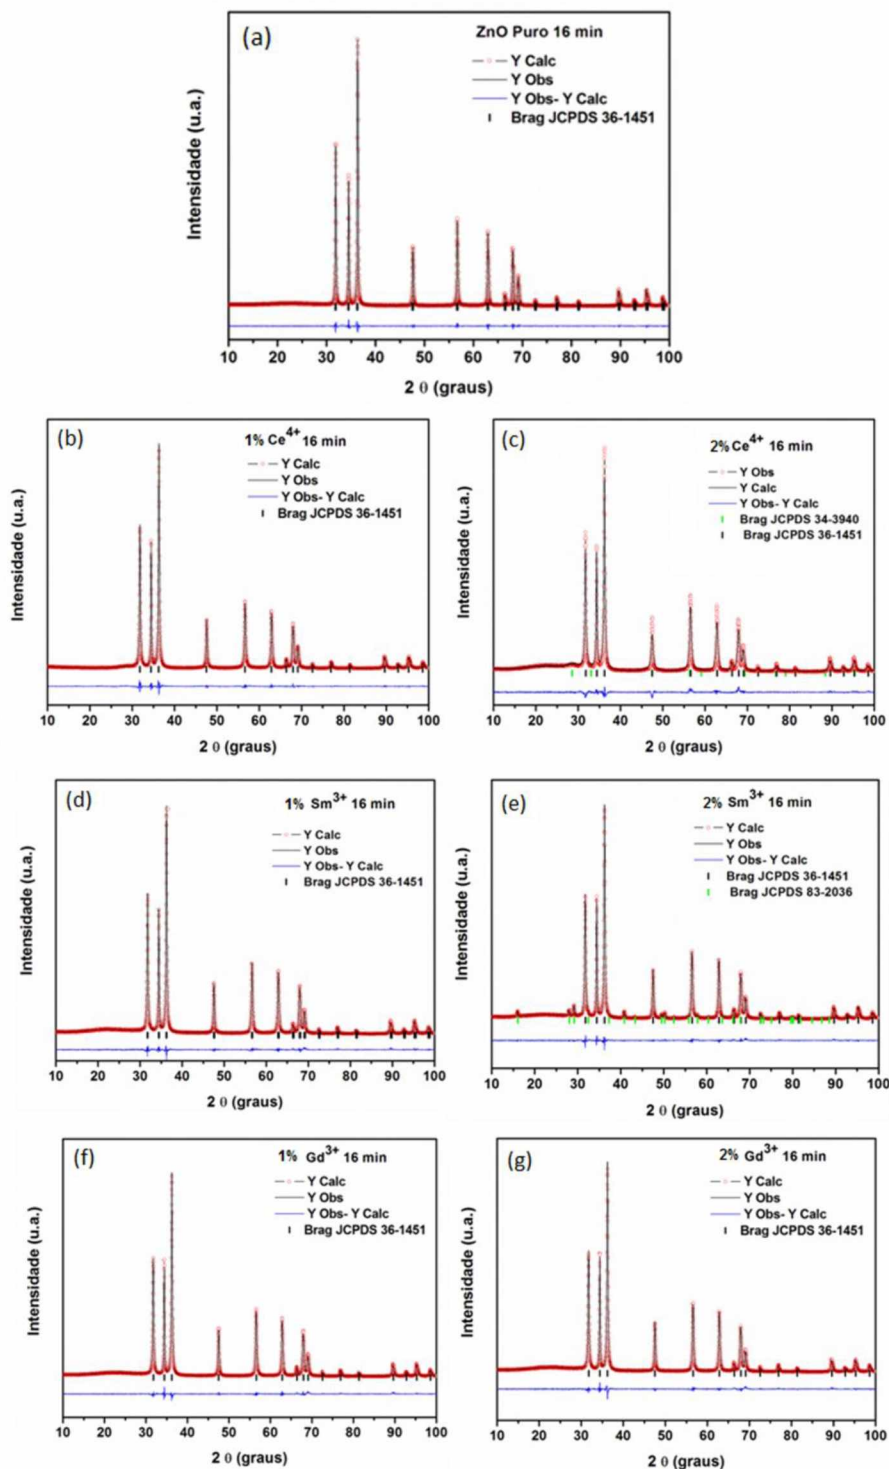 (a)
ZnO Puro 16 min
Y Calc
Y Obs
Y Obs- Y Calc
Brag JCPDS 36-1451
Intensidade (u.a.)
10 20 30 40 50 60 70 80 90 100
2 θ (graus)
(b)
1% Ce⁴⁺ 16 min
Y Calc
Y Obs
Y Obs- Y Calc
Brag JCPDS 36-1451
Intensidade (u.a.)
10 20 30 40 50 60 70 80 90 100
2 θ (graus)
(c)
2% Ce⁴⁺ 16 min
Y Obs
Y Calc
Y Obs- Y Calc
Brag JCPDS 34-3940
Brag JCPDS 36-1451
Intensidade (u.a.)
10 20 30 40 50 60 70 80 90 100
2 θ (graus)
(d)
1% Sm³⁺ 16 min
Y Calc
Y Obs
Y Obs- Y Calc
Brag JCPDS 36-1451
Intensidade (u.a.)
10 20 30 40 50 60 70 80 90 100
2 θ (graus)
(e)
2% Sm³⁺ 16 min
Y Calc
Y Obs
Y Obs- Y Calc
Brag JCPDS 36-1451
Brag JCPDS 83-2036
Intensidade (u.a.)
10 20 30 40 50 60 70 80 90 100
2 θ (graus)
(f)
1% Gd³⁺ 16 min
Y Calc
Y Obs
Y Obs- Y Calc
Brag JCPDS 36-1451
Intensidade (u.a.)
10 20 30 40 50 60 70 80 90 100
2 θ (graus)
(g)
2% Gd³⁺ 16 min
Y Calc
Y Obs
Y Obs- Y Calc
Brag JCPDS 36-1451
Intensidade (u.a.)
10 20 30 40 50 60 70 80 90 100
2 θ (graus)